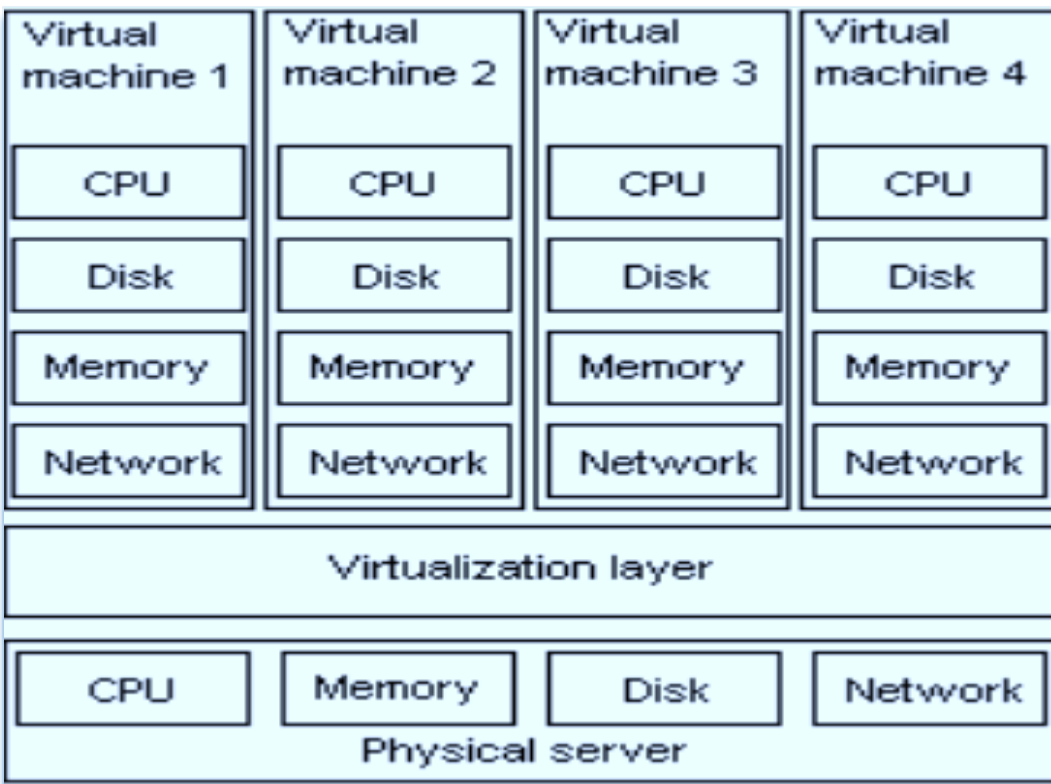 Virtual
machine 1
CPU
Disk
Memory
Network
Virtual
machine 2
CPU
Disk
Memory
Network
Virtual
machine 3
CPU
Disk
Memory
Network
Virtual
machine 4
CPU
Disk
Memory
Network
Virtualization layer
CPU
Memory
Disk
Network
Physical server